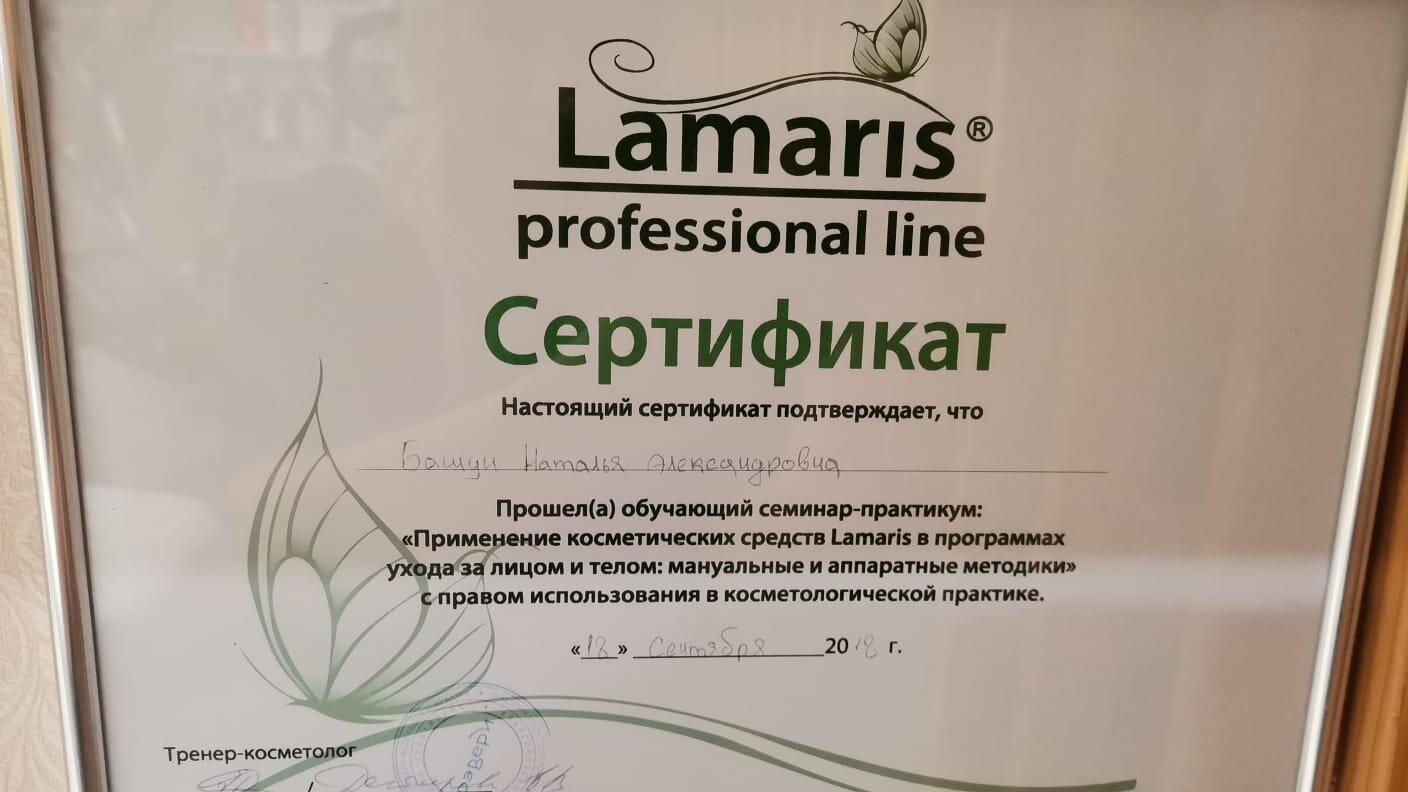 Lamaris®
professional line
Сертификат
Настоящий сертификат подтверждает, что
Башун Наталья Александровна
Прошел(а) обучающий семинар-практикум:
«Применение косметических средств Lamaris в программах
ухода за лицом и телом: мануальные и аппаратные методики»
с правом использования в косметологической практике.
«18» сентября 2018 г.
Тренер-косметолог